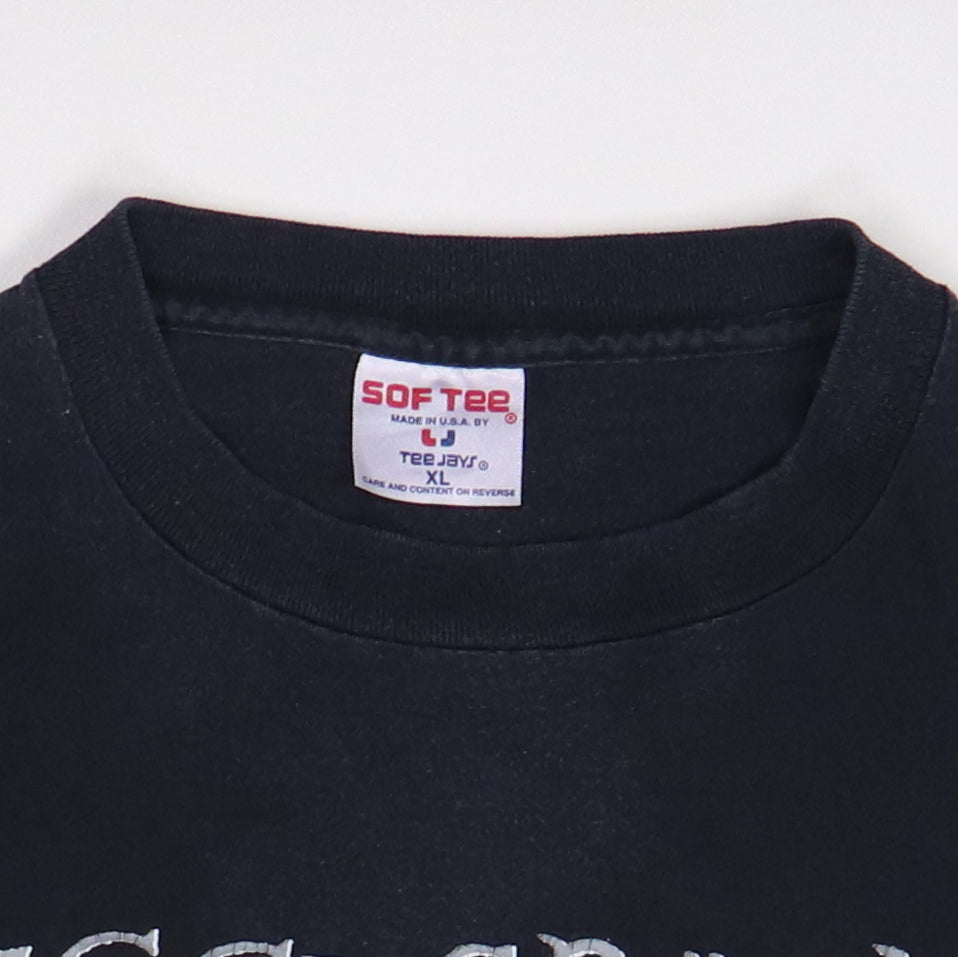 SOF TEE®
MADE IN U.S.A. BY
TEE JAYS®
XL
CARE AND CONTENT ON REVERSE